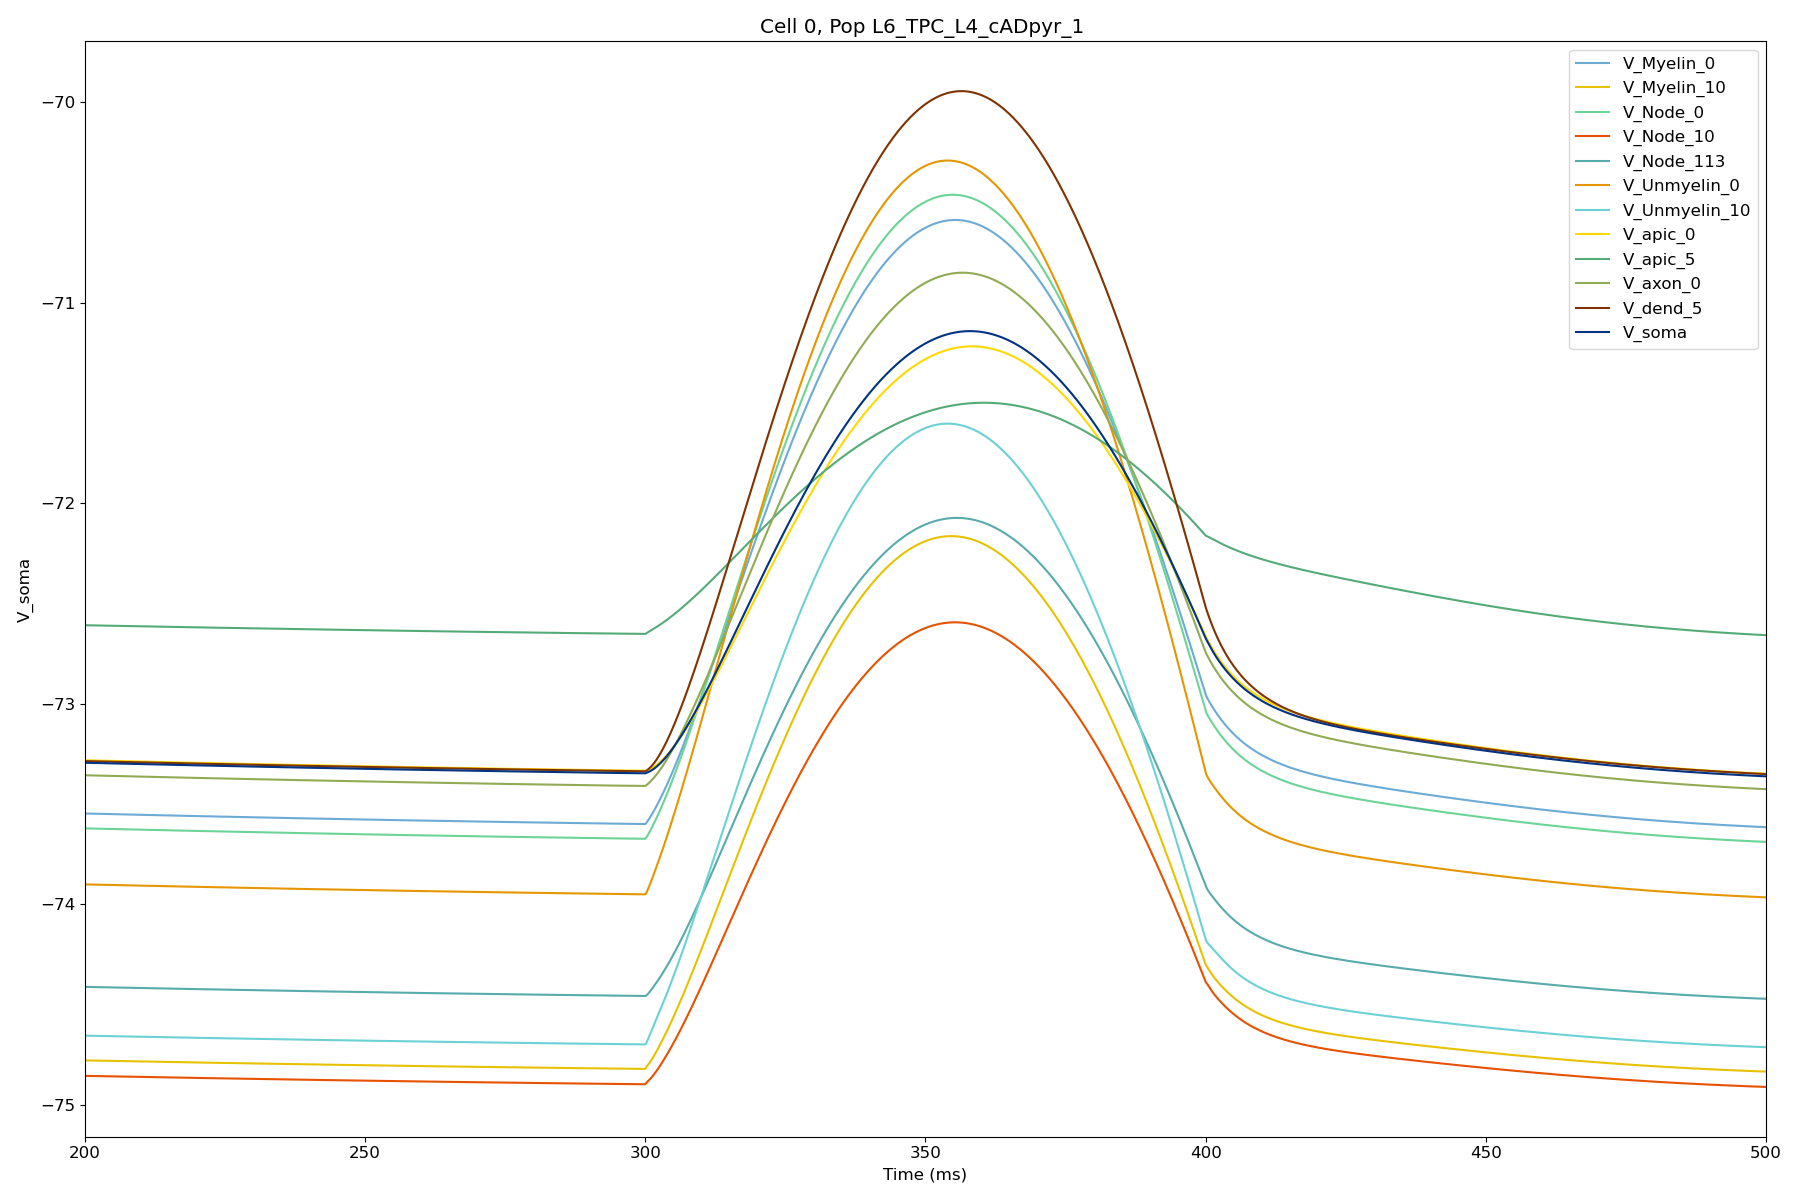 Cell 0, Pop L6_TPC_L4_cADpyr_1
V_Myelin_0
V_Myelin_10
V_Node_0
V_Node_10
V_Node_113
V_Unmyelin_0
V_Unmyelin_10
V_apic_0
V_apic_5
V_axon_0
V_dend_5
V_soma
−70
−71
−72
−73
−74
−75
V_soma
200 250 300 350 400 450 500
Time (ms)